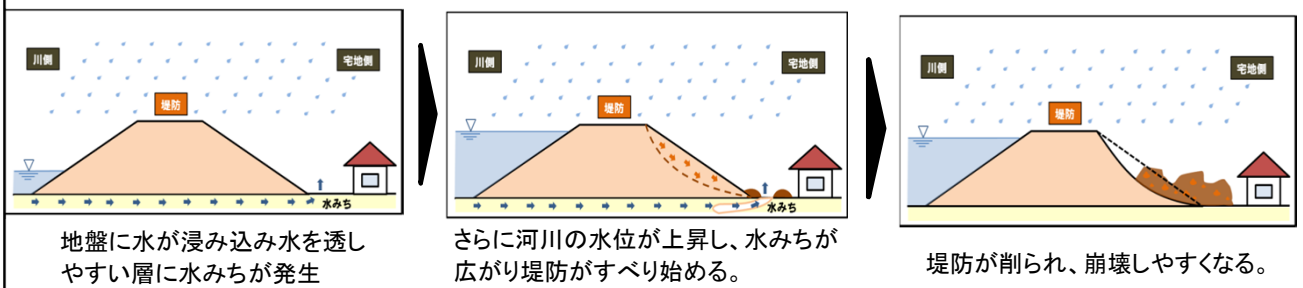 川側
宅地側
堤防
水みち
地盤に水が浸み込み水を透し
やすい層に水みちが発生
川側
宅地側
堤防
水みち
さらに河川の水位が上昇し、水みちが
広がり堤防がすべり始める。
川側
宅地側
堤防
堤防が削られ、崩壊しやすくなる。